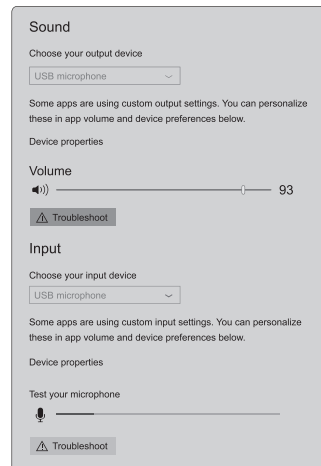 Sound
Choose your output device
USB microphone
Some apps are using custom output settings. You can personalize
these in app volume and device preferences below.
Device properties
Volume
93
Troubleshoot
Input
Choose your input device
USB microphone
Some apps are using custom input settings. You can personalize
these in app volume and device preferences below.
Device properties
Test your microphone
Troubleshoot